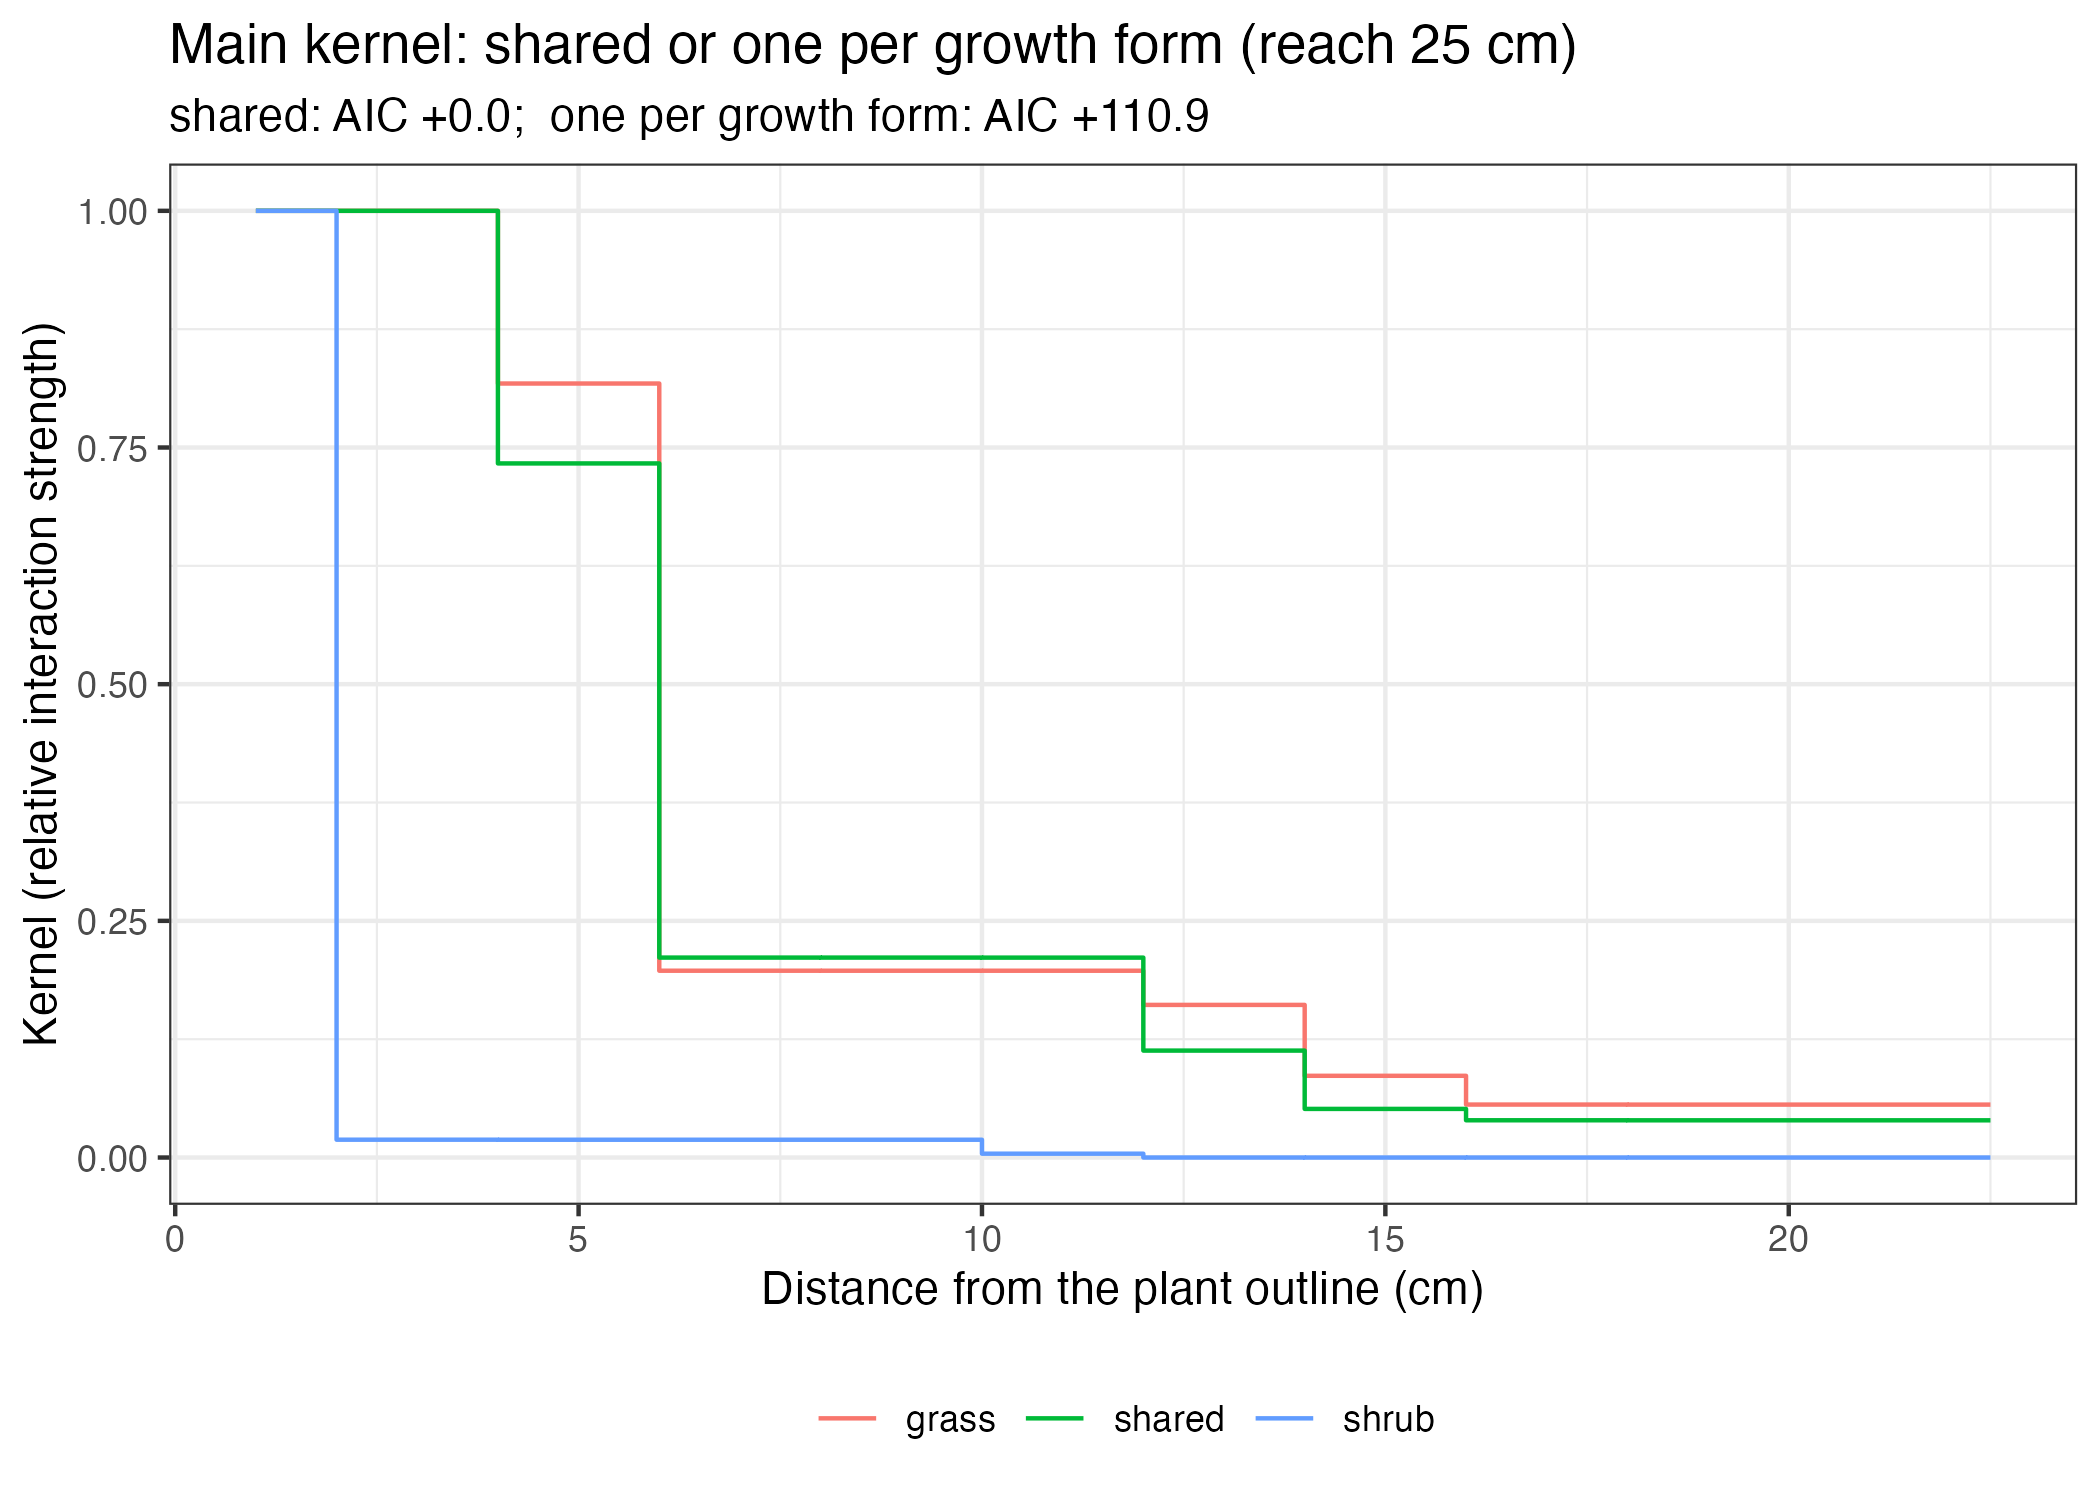 Main kernel: shared or one per growth form (reach 25 cm)
shared: AIC +0.0;  one per growth form: AIC +110.9
Kernel (relative interaction strength)
1.00
0.75
0.50
0.25
0.00
0 5 10 15 20
Distance from the plant outline (cm)
grass shared shrub